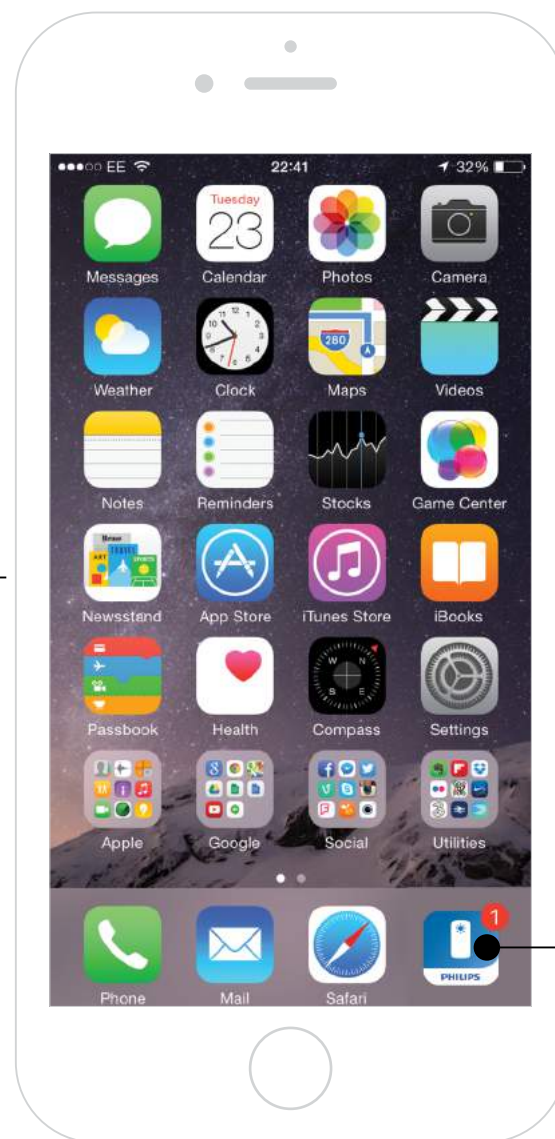 EE 22:41 32%
Tuesday
23
Messages Calendar Photos Camera
280
Weather Clock Maps Videos
Notes Reminders Stocks Game Center
Newsstand App Store iTunes Store iBooks
N
W
E
S
Passbook Health Compass Settings
Apple Google Social Utilities
1
PHILIPS
Phone Mail Safari